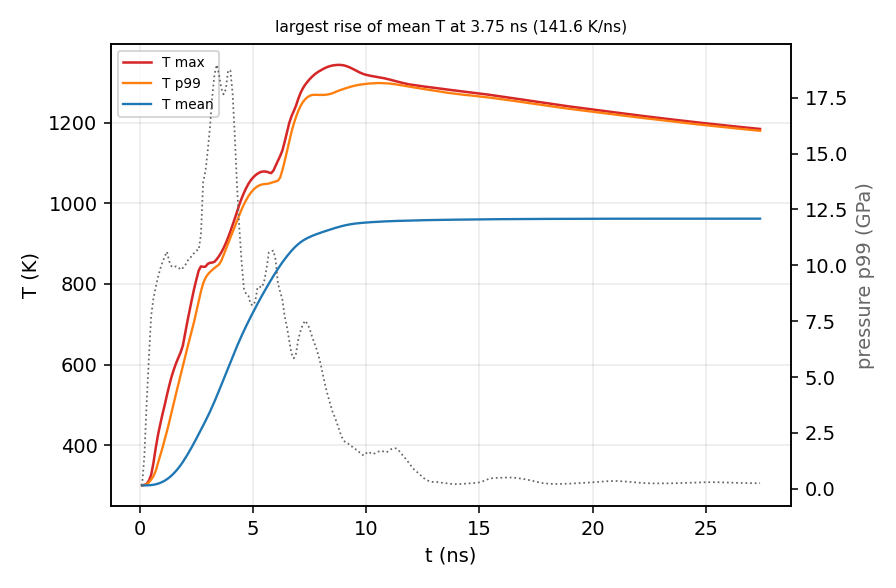 largest rise of mean T at 3.75 ns (141.6 K/ns)
T max
T p99
T mean
1200
1000
800
600
400
T (K)
17.5
15.0
12.5
10.0
7.5
5.0
2.5
0.0
pressure p99 (GPa)
0 5 10 15 20 25
t (ns)